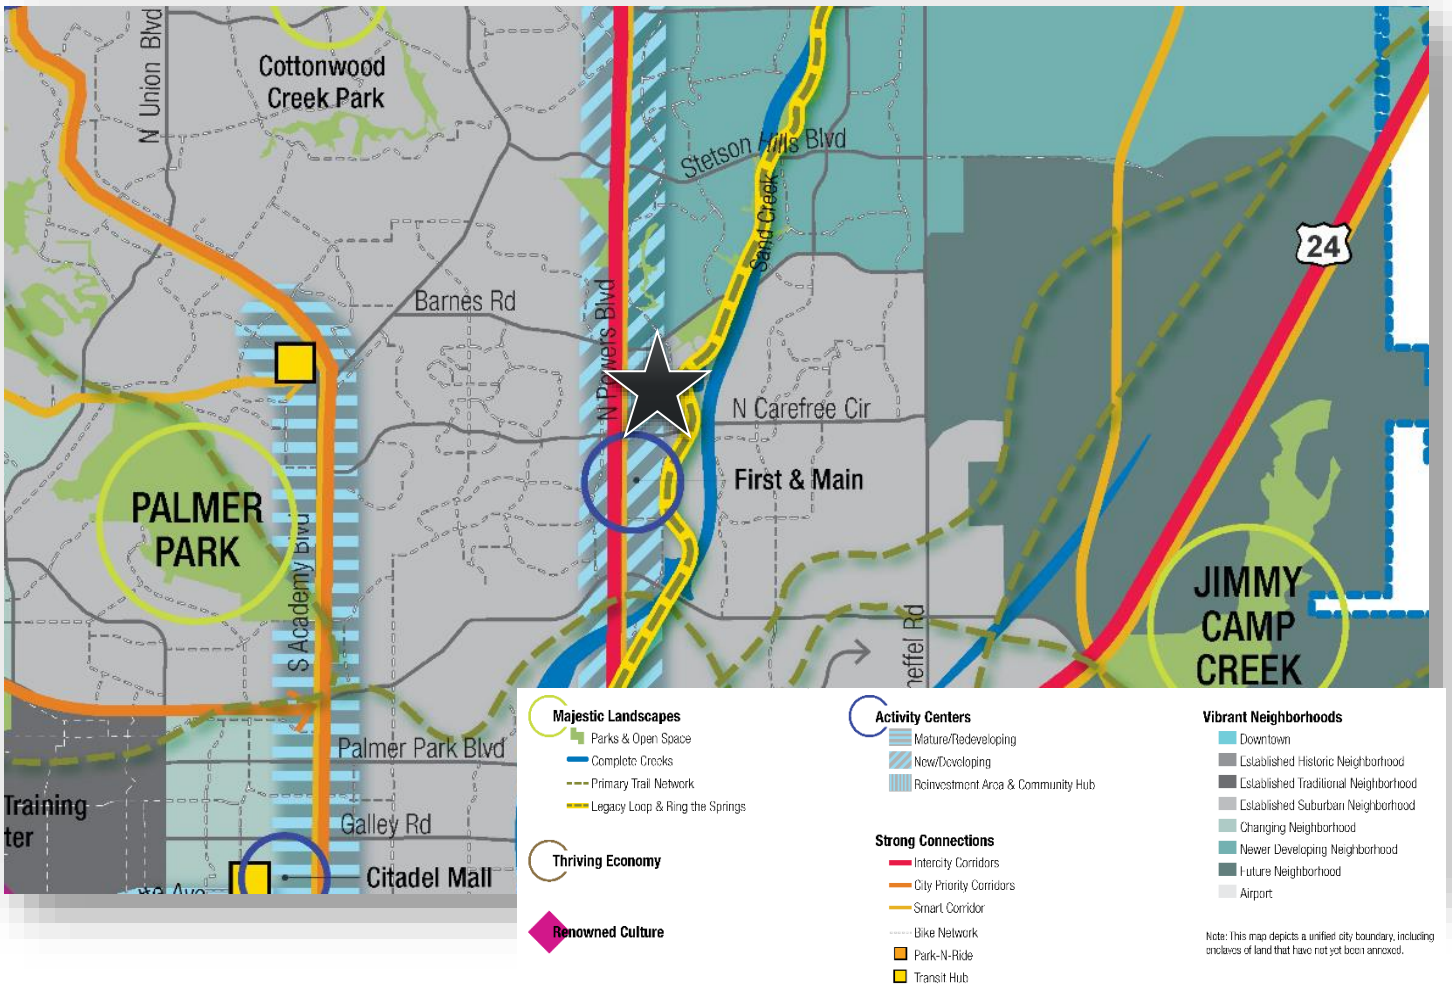 Cottonwood
Creek Park
N Union Blvd
Stetson Hills Blvd
Sand Creek
24
Barnes Rd
N Powers Blvd
N Carefree Cir
First & Main
PALMER
PARK
S Academy Blvd
JIMMY
CAMP
CREEK
effel Rd
Palmer Park Blvd
Training
ter
Galley Rd
Citadel Mall
Ave
Majestic Landscapes
Parks & Open Space
Complete Creeks
Primary Trail Network
Legacy Loop & Ring the Springs
Thriving Economy
Renowned Culture
Activity Centers
Mature/Redeveloping
New/Developing
Reinvestment Area & Community Hub
Strong Connections
Intercity Corridors
City Priority Corridors
Smart Corridor
Bike Network
Park-N-Ride
Transit Hub
Vibrant Neighborhoods
Downtown
Established Historic Neighborhood
Established Traditional Neighborhood
Established Suburban Neighborhood
Changing Neighborhood
Newer Developing Neighborhood
Future Neighborhood
Airport
Note: This map depicts a unified city boundary, including
enclaves of land that have not yet been annexed.